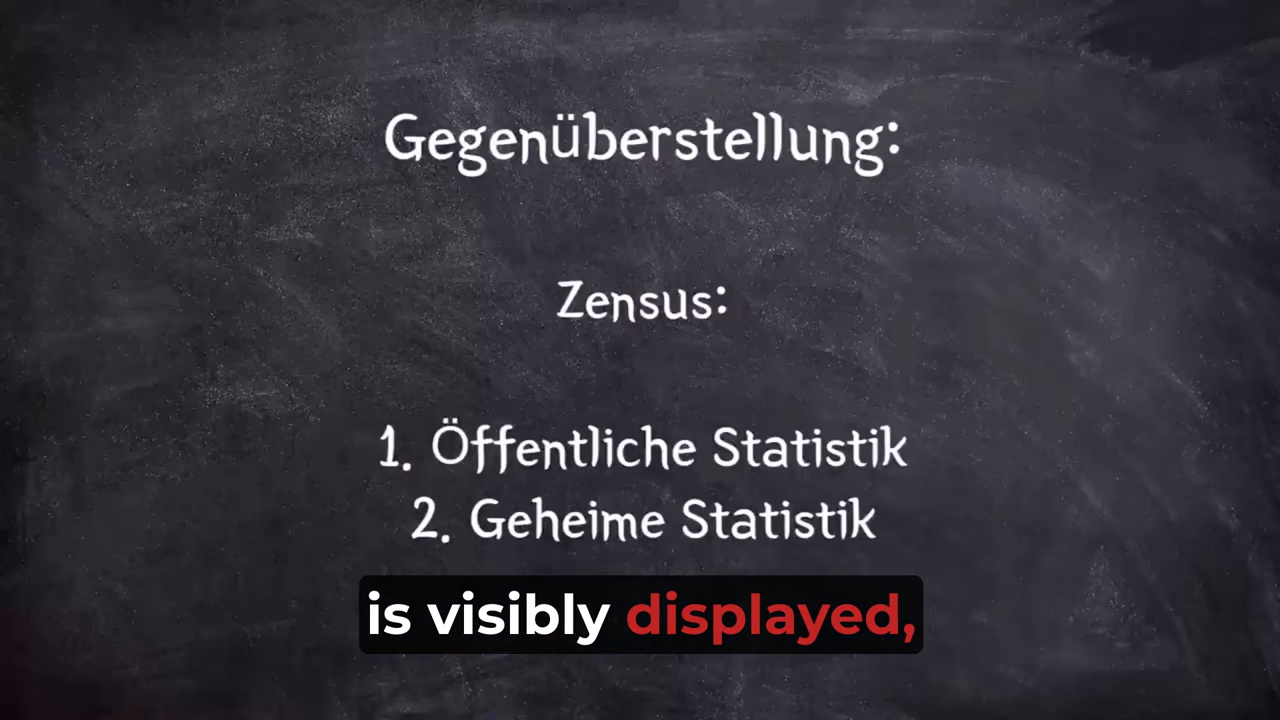 Gegenüberstellung:
Zensus:
1. Öffentliche Statistik
2. Geheime Statistik
is visibly displayed,